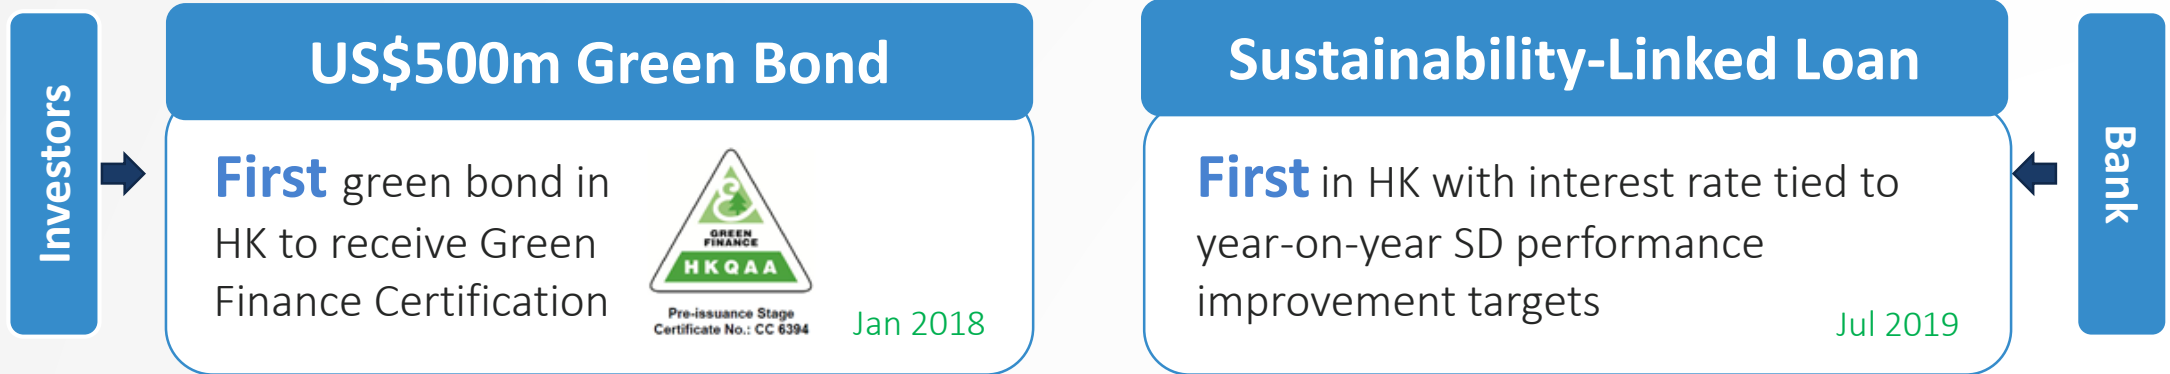 Investors
US$500m Green Bond
First green bond in
HK to receive Green
Finance Certification
GREEN
FINANCE
HKQAA
Pre-issuance Stage
Certificate No.: CC 6394
Jan 2018
Sustainability-Linked Loan
First in HK with interest rate tied to
year-on-year SD performance
improvement targets
Jul 2019
Bank